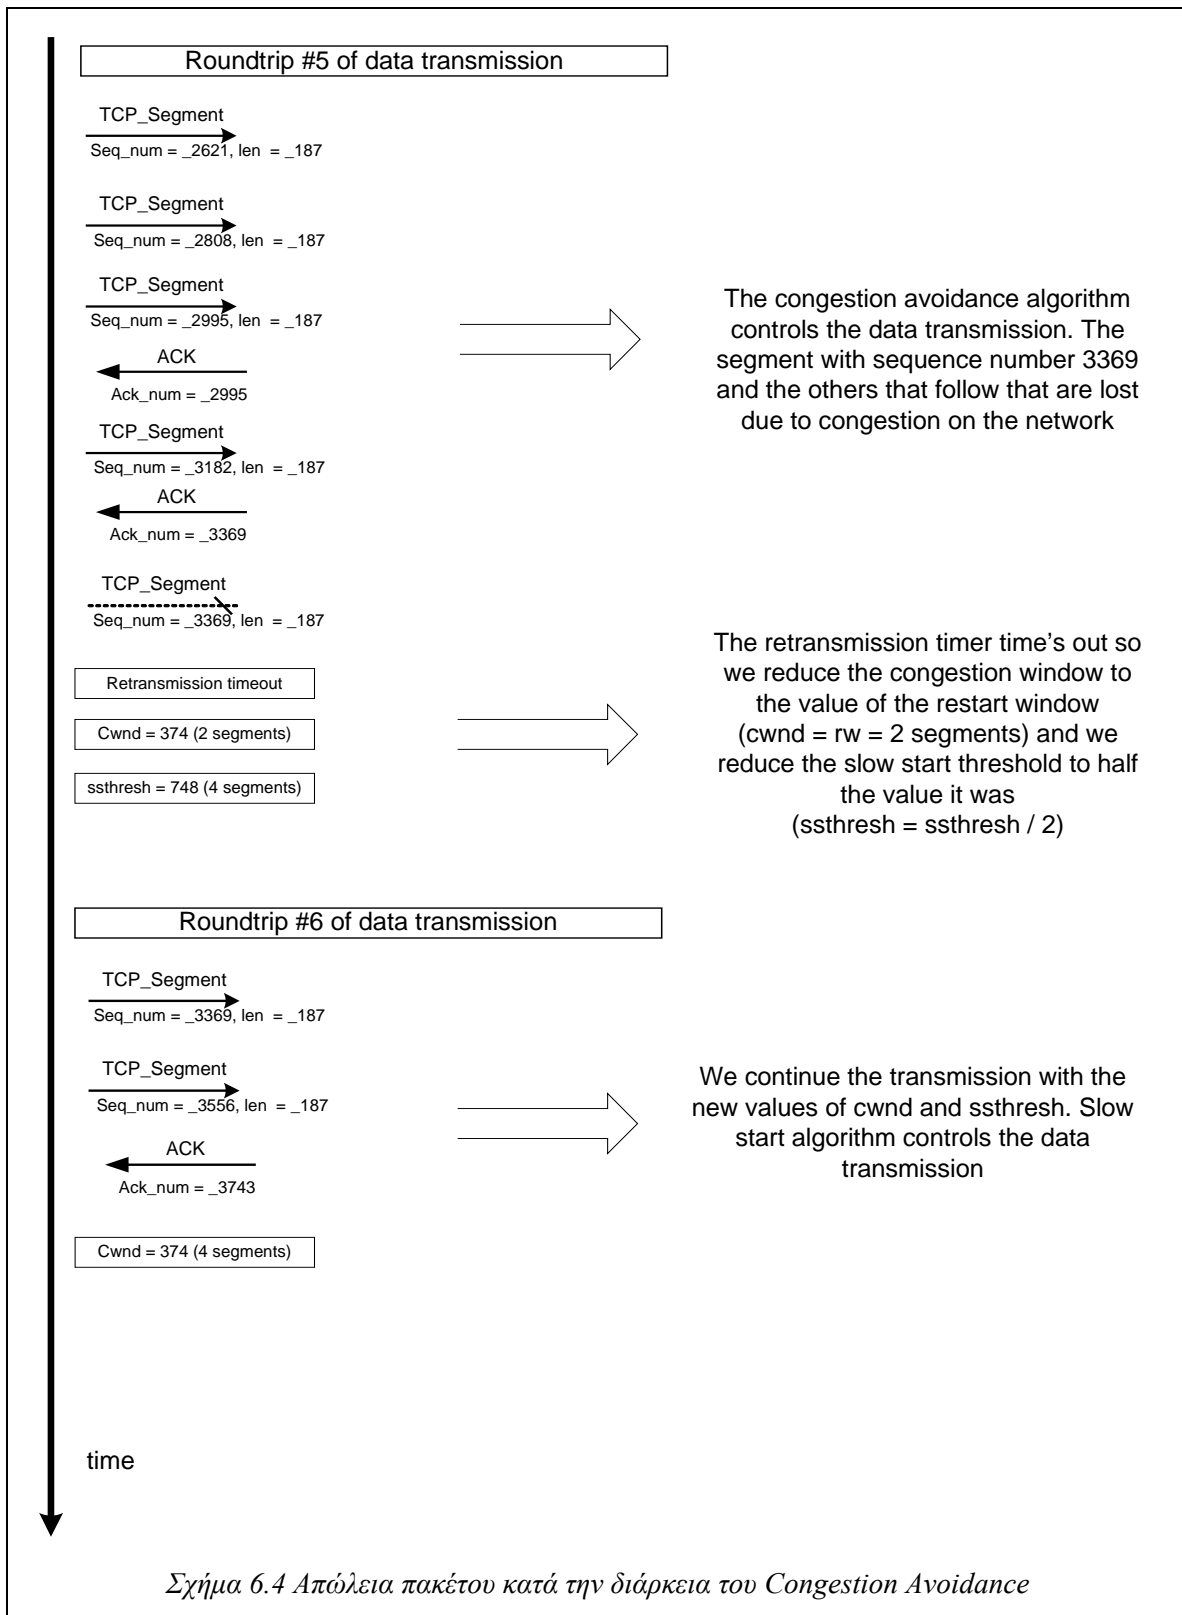 Roundtrip #5 of data transmission
TCP_Segment
Seq_num = _2621, len = _187
TCP_Segment
Seq_num = _2808, len = _187
TCP_Segment
Seq_num = _2995, len = _187
ACK
Ack_num = _2995
TCP_Segment
Seq_num = _3182, len = _187
ACK
Ack_num = _3369
TCP_Segment
Seq_num = _3369, len = _187
The congestion avoidance algorithm
controls the data transmission. The
segment with sequence number 3369
and the others that follow that are lost
due to congestion on the network
Retransmission timeout
Cwnd = 374 (2 segments)
ssthresh = 748 (4 segments)
The retransmission timer time's out so
we reduce the congestion window to
the value of the restart window
(cwnd = rw = 2 segments) and we
reduce the slow start threshold to half
the value it was
(ssthresh = ssthresh / 2)
Roundtrip #6 of data transmission
TCP_Segment
Seq_num = _3369, len = _187
TCP_Segment
Seq_num = _3556, len = _187
ACK
Ack_num = _3743
Cwnd = 374 (4 segments)
We continue the transmission with the
new values of cwnd and ssthresh. Slow
start algorithm controls the data
transmission
time
Σχήμα 6.4 Απώλεια πακέτου κατά την διάρκεια του Congestion Avoidance